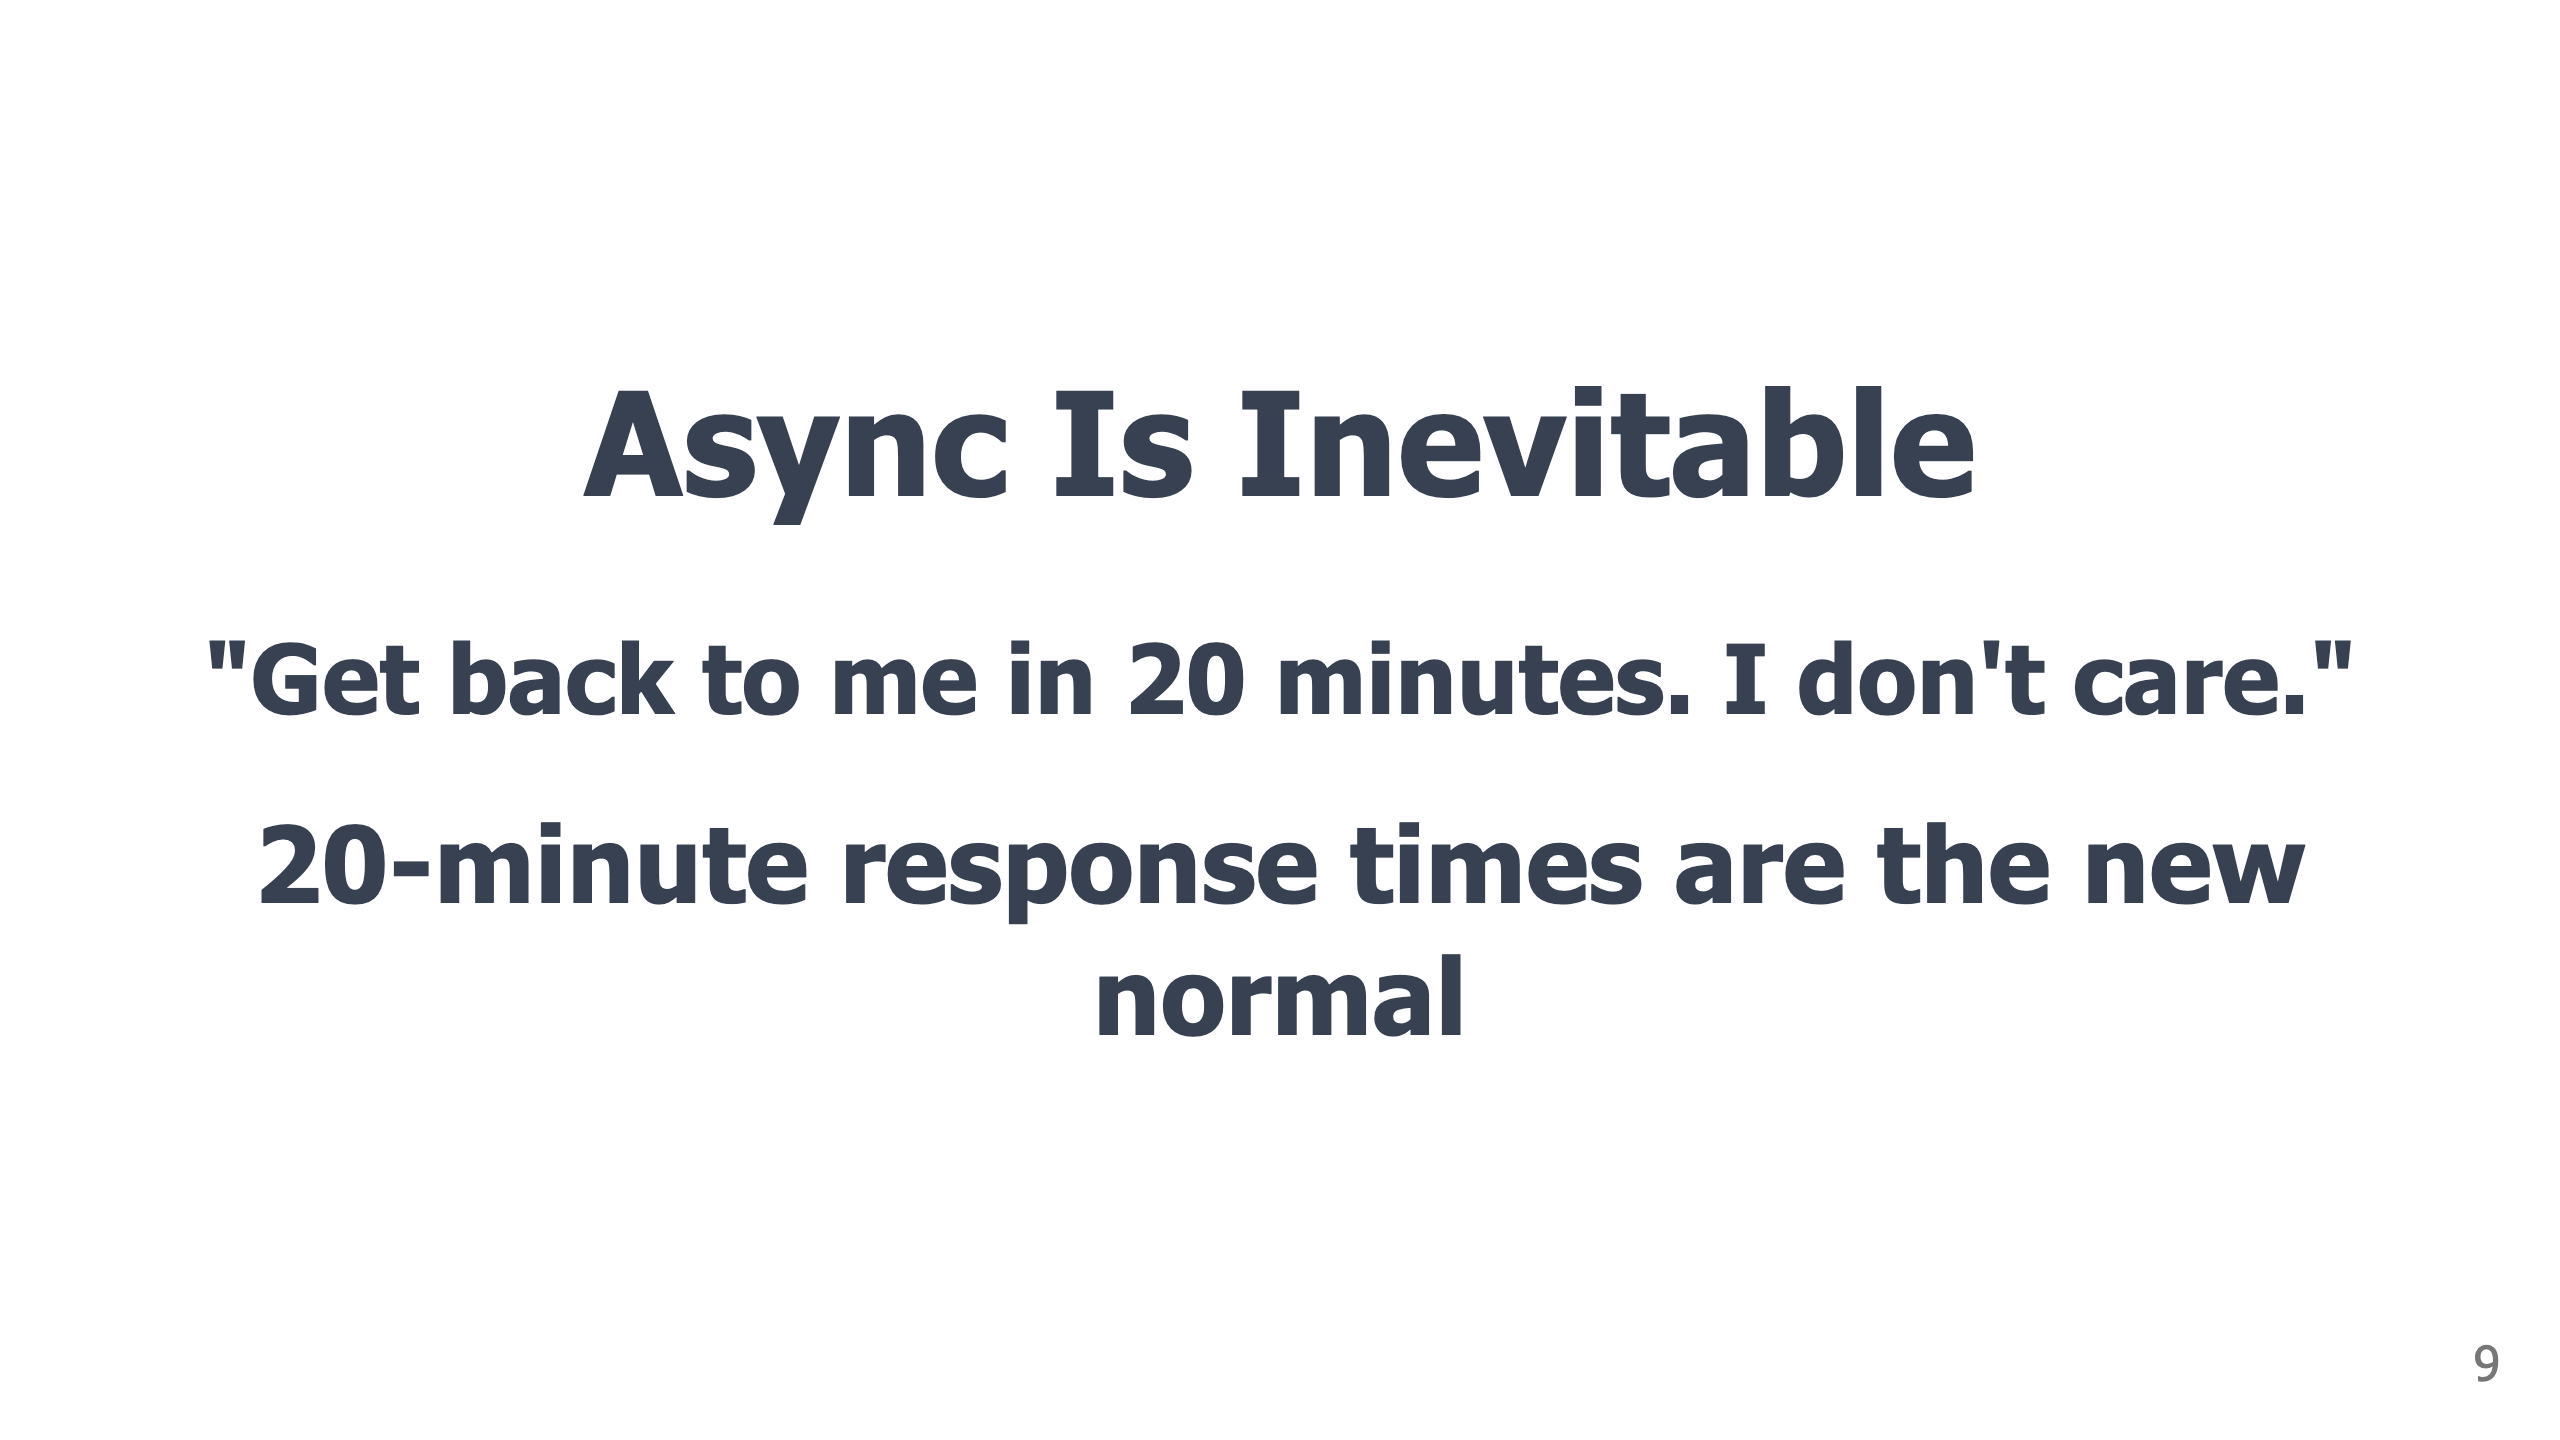 Async Is Inevitable
"Get back to me in 20 minutes. I don't care."
20-minute response times are the new
normal
9